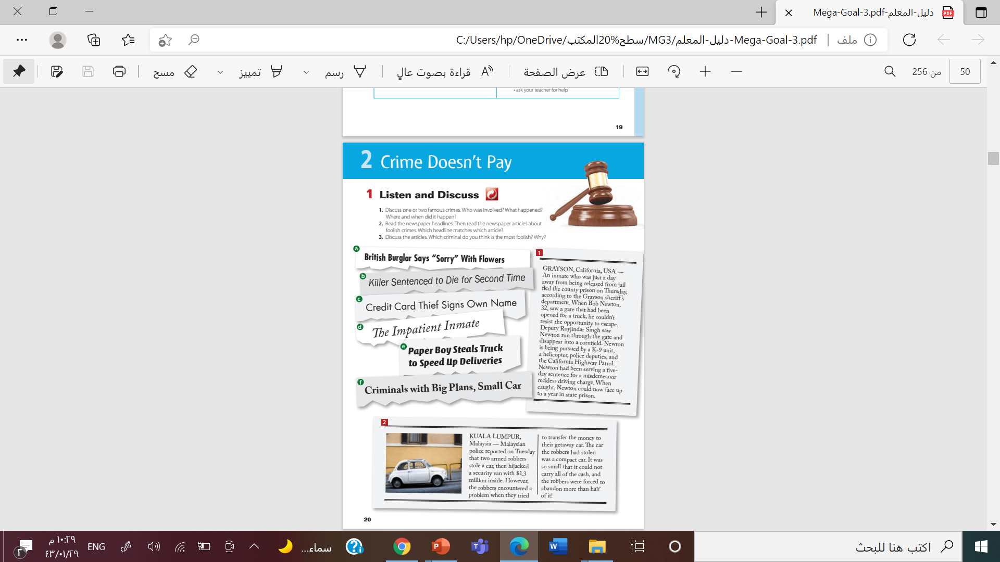 دليل-المعلم-Mega-Goal-3.pdf
C:/Users/hp/OneDrive/سطح%20المكتب/MG3/دليل-المعلم-Mega-Goal-3.pdf
ملف
50
من 256
عرض الصفحة
قراءة بصوت عالٍ
رسم
تمييز
مسح
• ask your teacher for help
19
2 Crime Doesn't Pay
1 Listen and Discuss
1. Discuss one or two famous crimes. Who was involved? What happened?
Where and when did it happen?
2. Read the newspaper headlines. Then read the newspaper articles about
foolish crimes. Which headline matches which article?
3. Discuss the articles. Which criminal do you think is the most foolish? Why?
a
British Burglar Says “Sorry” With Flowers
b
Killer Sentenced to Die for Second Time
c
Credit Card Thief Signs Own Name
d
The Impatient Inmate
e
Paper Boy Steals Truck
to Speed Up Deliveries
f
Criminals with Big Plans, Small Car
1
GRAYSON, California, USA —
An inmate who was just a day
away from being released from jail
fled the county prison on Thursday,
according to the Grayson sheriff's
department. When Bob Newton,
32, saw a gate that had been
opened for a truck, he couldn't
resist the opportunity to escape.
Deputy Royjindar Singh saw
Newton run through the gate and
disappear into a cornfield. Newton
is being pursued by a K-9 unit,
a helicopter, police deputies, and
the California Highway Patrol.
Newton had been serving a five-
day sentence for a misdemeanor
reckless driving charge. When
caught, Newton could now face up
to a year in state prison.
2
KUALA LUMPUR,
Malaysia — Malaysian
police reported on Tuesday
that two armed robbers
stole a car, then hijacked
a security van with $1.3
million inside. However,
the robbers encountered a
problem when they tried
to transfer the money to
their getaway car. The car
the robbers had stolen
was a compact car. It was
so small that it could not
carry all of the cash, and
the robbers were forced to
abandon more than half
of it!
20
اكتب هنا للبحث
سماء...
ENG
١٠:٢٩ م
٤٣/٠١/٢٩
٣